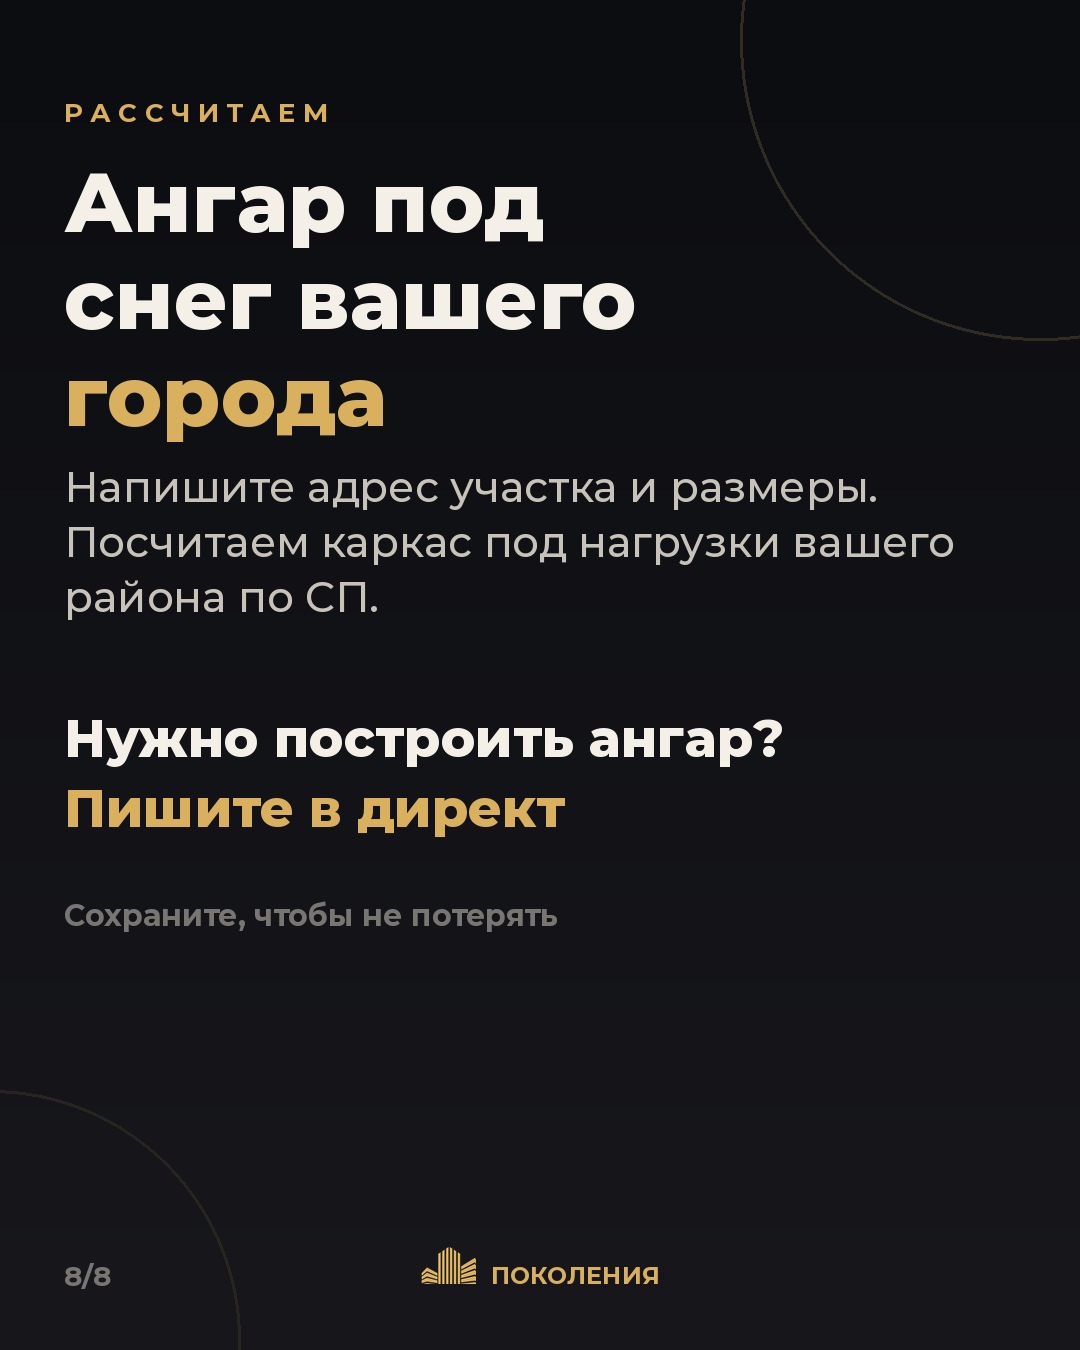 РАССЧИТАЕМ
Ангар под
снег вашего
города
Напишите адрес участка и размеры.
Посчитаем каркас под нагрузки вашего
района по СП.
Нужно построить ангар?
Пишите в директ
Сохраните, чтобы не потерять
8/8
ПОКОЛЕНИЯ